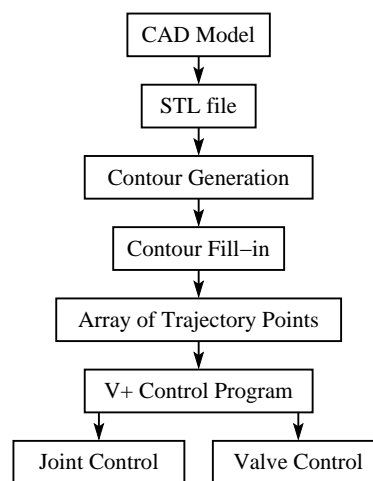 CAD Model
STL file
Contour Generation
Contour Fill−in
Array of Trajectory Points
V+ Control Program
Joint Control
Valve Control